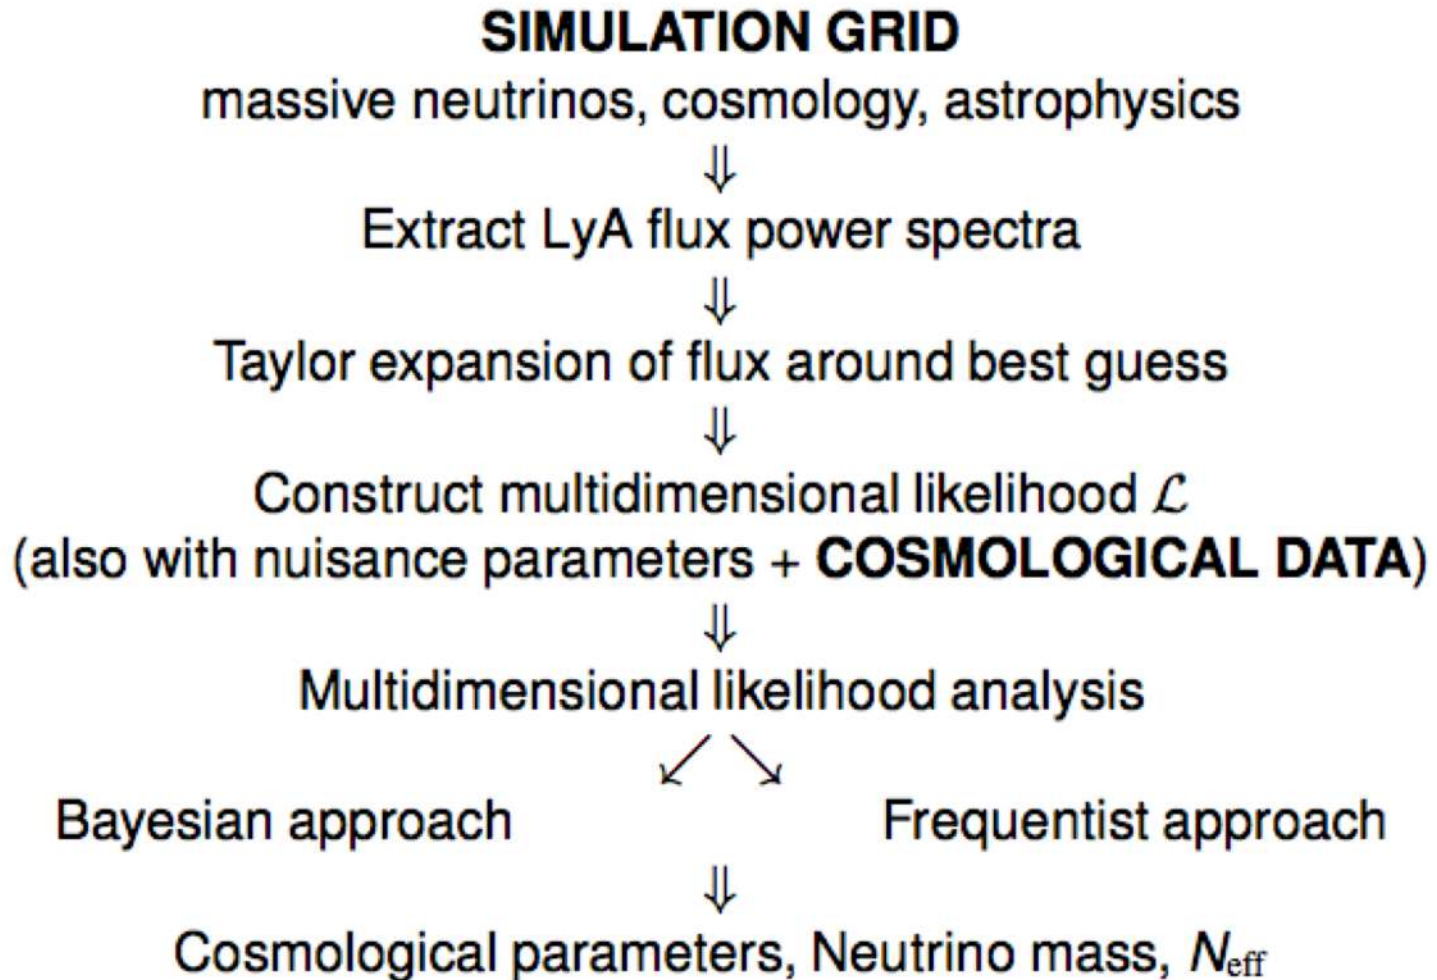 SIMULATION GRID
massive neutrinos, cosmology, astrophysics
⇓
Extract LyA flux power spectra
⇓
Taylor expansion of flux around best guess
⇓
Construct multidimensional likelihood ℒ
(also with nuisance parameters + COSMOLOGICAL DATA)
⇓
Multidimensional likelihood analysis
↙ ↘
Bayesian approach Frequentist approach
⇓
Cosmological parameters, Neutrino mass, Neff